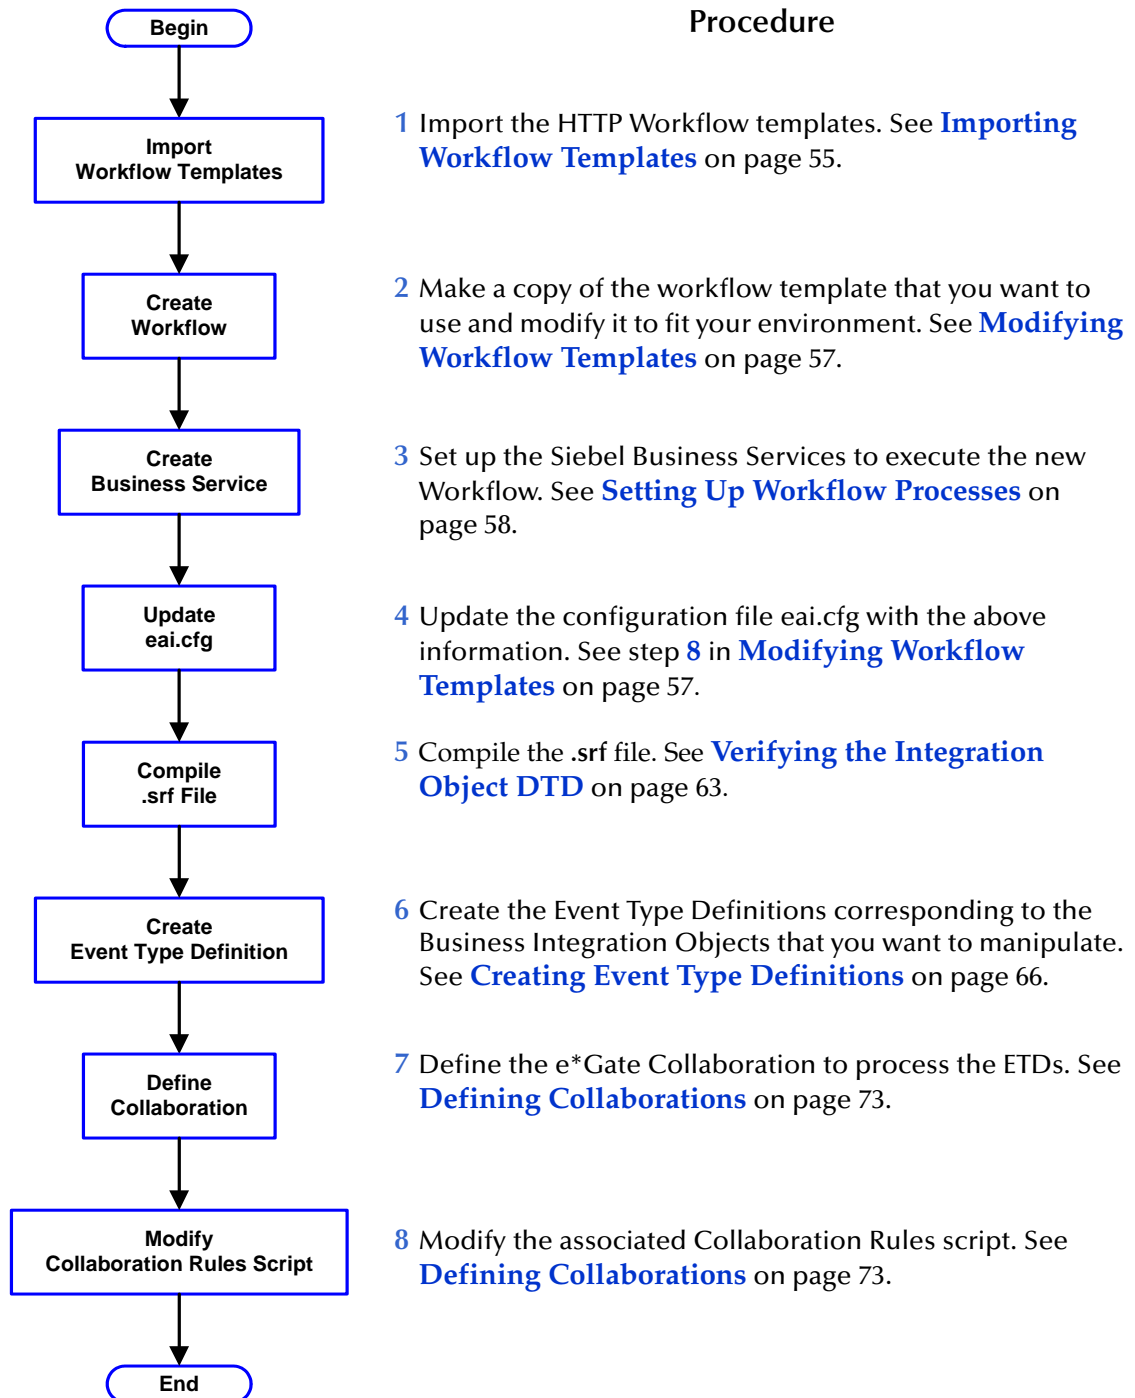 Begin
Procedure
Import
Workflow Templates
1 Import the HTTP Workflow templates. See Importing
Workflow Templates on page 55.
Create
Workflow
2 Make a copy of the workflow template that you want to
use and modify it to fit your environment. See Modifying
Workflow Templates on page 57.
Create
Business Service
3 Set up the Siebel Business Services to execute the new
Workflow. See Setting Up Workflow Processes on
page 58.
Update
eai.cfg
4 Update the configuration file eai.cfg with the above
information. See step 8 in Modifying Workflow
Templates on page 57.
Compile
.srf File
5 Compile the .srf file. See Verifying the Integration
Object DTD on page 63.
Create
Event Type Definition
6 Create the Event Type Definitions corresponding to the
Business Integration Objects that you want to manipulate.
See Creating Event Type Definitions on page 66.
Define
Collaboration
7 Define the e*Gate Collaboration to process the ETDs. See
Defining Collaborations on page 73.
Modify
Collaboration Rules Script
8 Modify the associated Collaboration Rules script. See
Defining Collaborations on page 73.
End